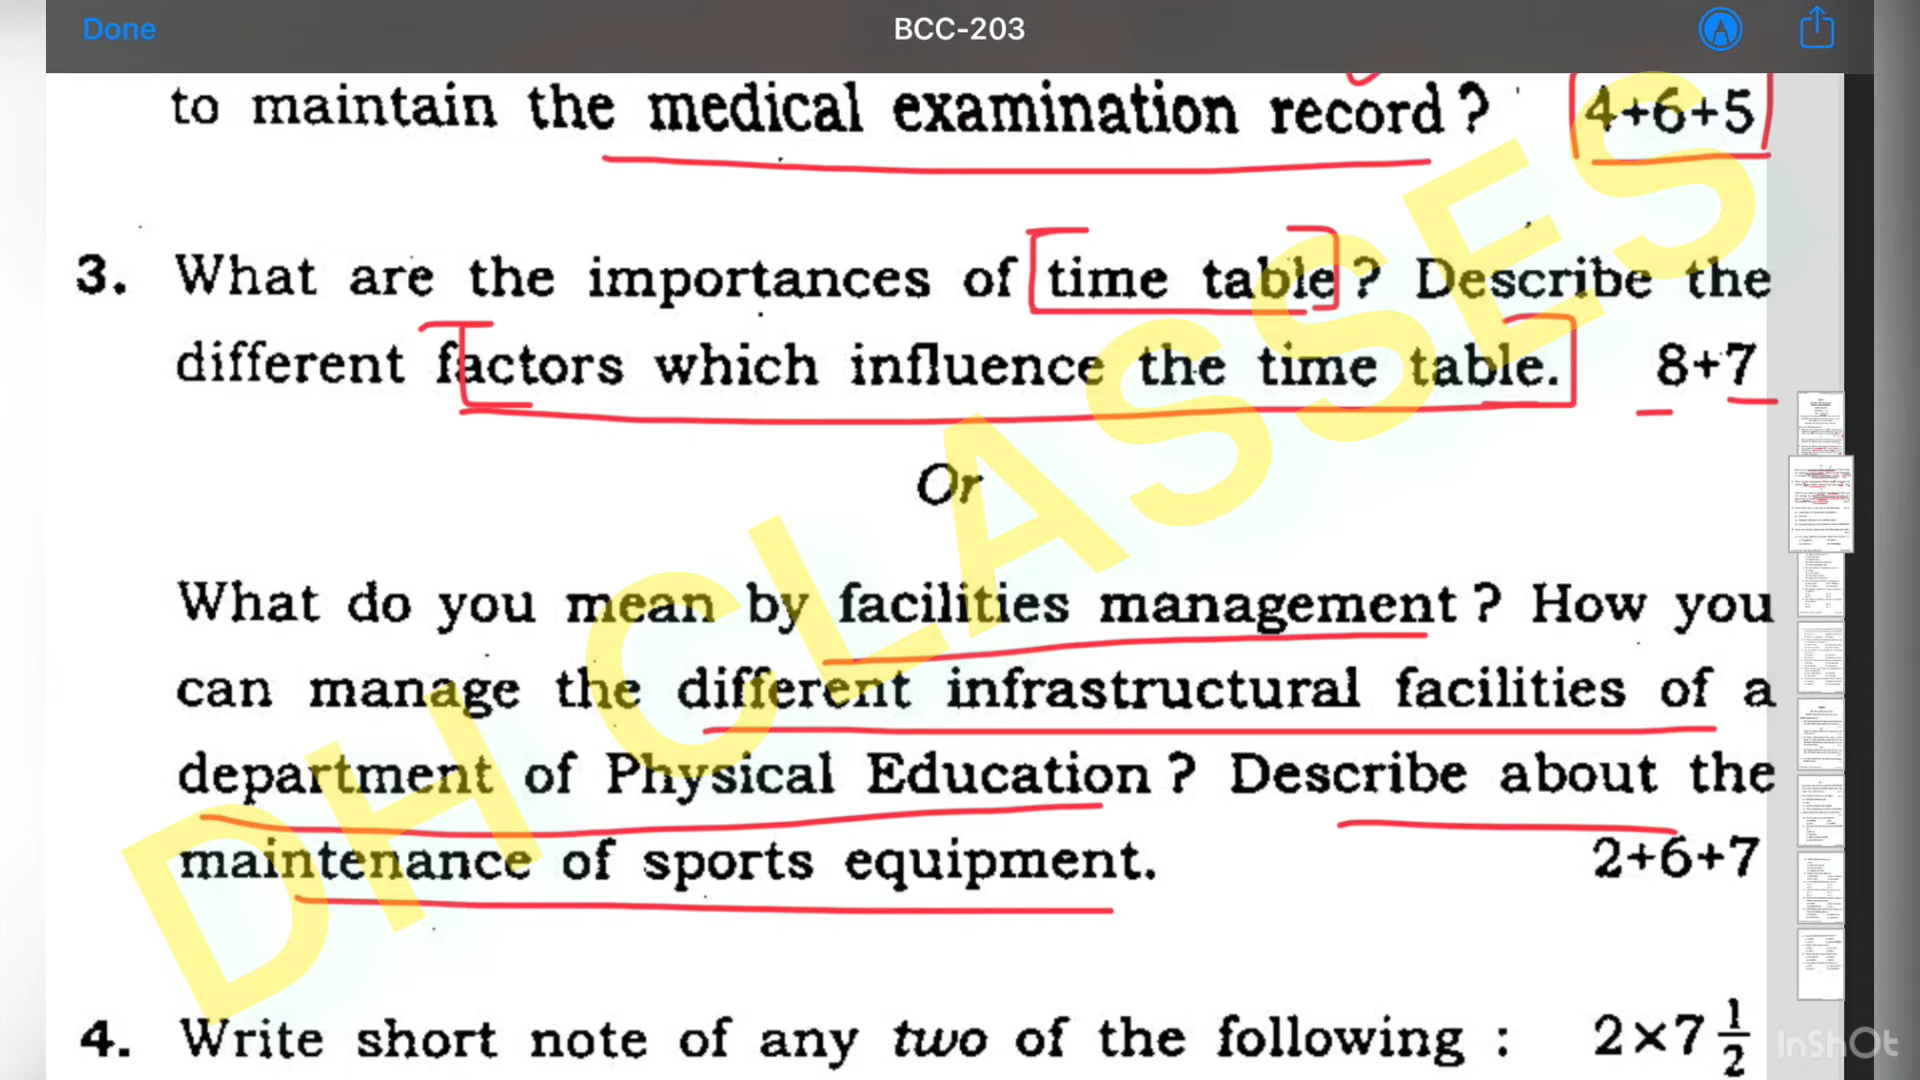 Done
BCC-203
to maintain the medical examination record ? 4+6+5
3. What are the importances of time table ? Describe the
different factors which influence the time table. 8+7
Or
What do you mean by facilities management ? How you
can manage the different infrastructural facilities of a
department of Physical Education ? Describe about the
maintenance of sports equipment. 2+6+7
4. Write short note of any two of the following : 2×7 1/2
DH CLASSES
InShOt